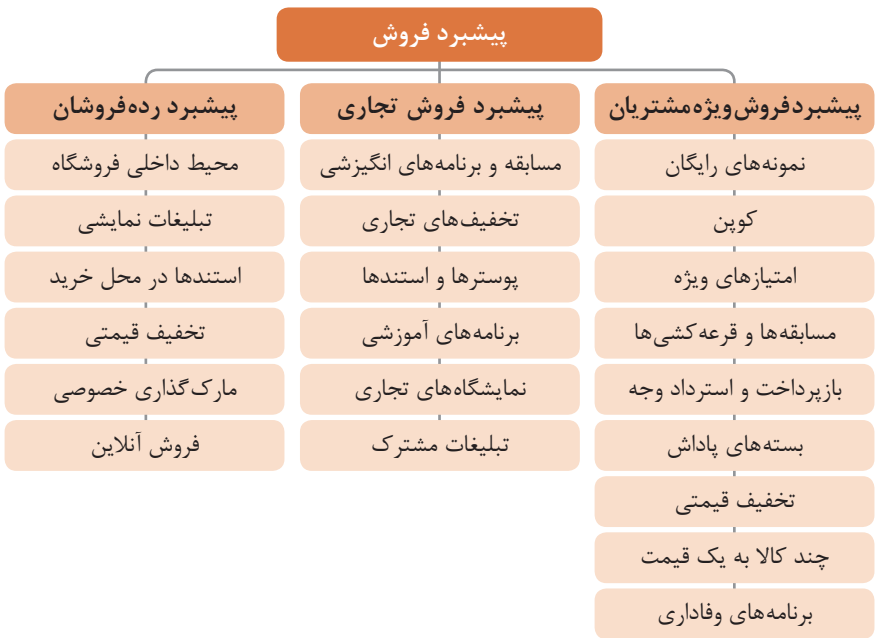 پیشبرد فروش
پیشبرد فروش ویژه مشتریان
نمونه‌های رایگان
کوپن
امتیازهای ویژه
مسابقه‌ها و قرعه‌کشی‌ها
بازپرداخت و استرداد وجه
بسته‌های پاداش
تخفیف قیمتی
چند کالا به یک قیمت
برنامه‌های وفاداری
پیشبرد فروش تجاری
مسابقه و برنامه‌های انگیزشی
تخفیف‌های تجاری
پوسترها و استندها
برنامه‌های آموزشی
نمایشگاه‌های تجاری
تبلیغات مشترک
پیشبرد رده‌فروشان
محیط داخلی فروشگاه
تبلیغات نمایشی
استندها در محل خرید
تخفیف قیمتی
مارک‌گذاری خصوصی
فروش آنلاین